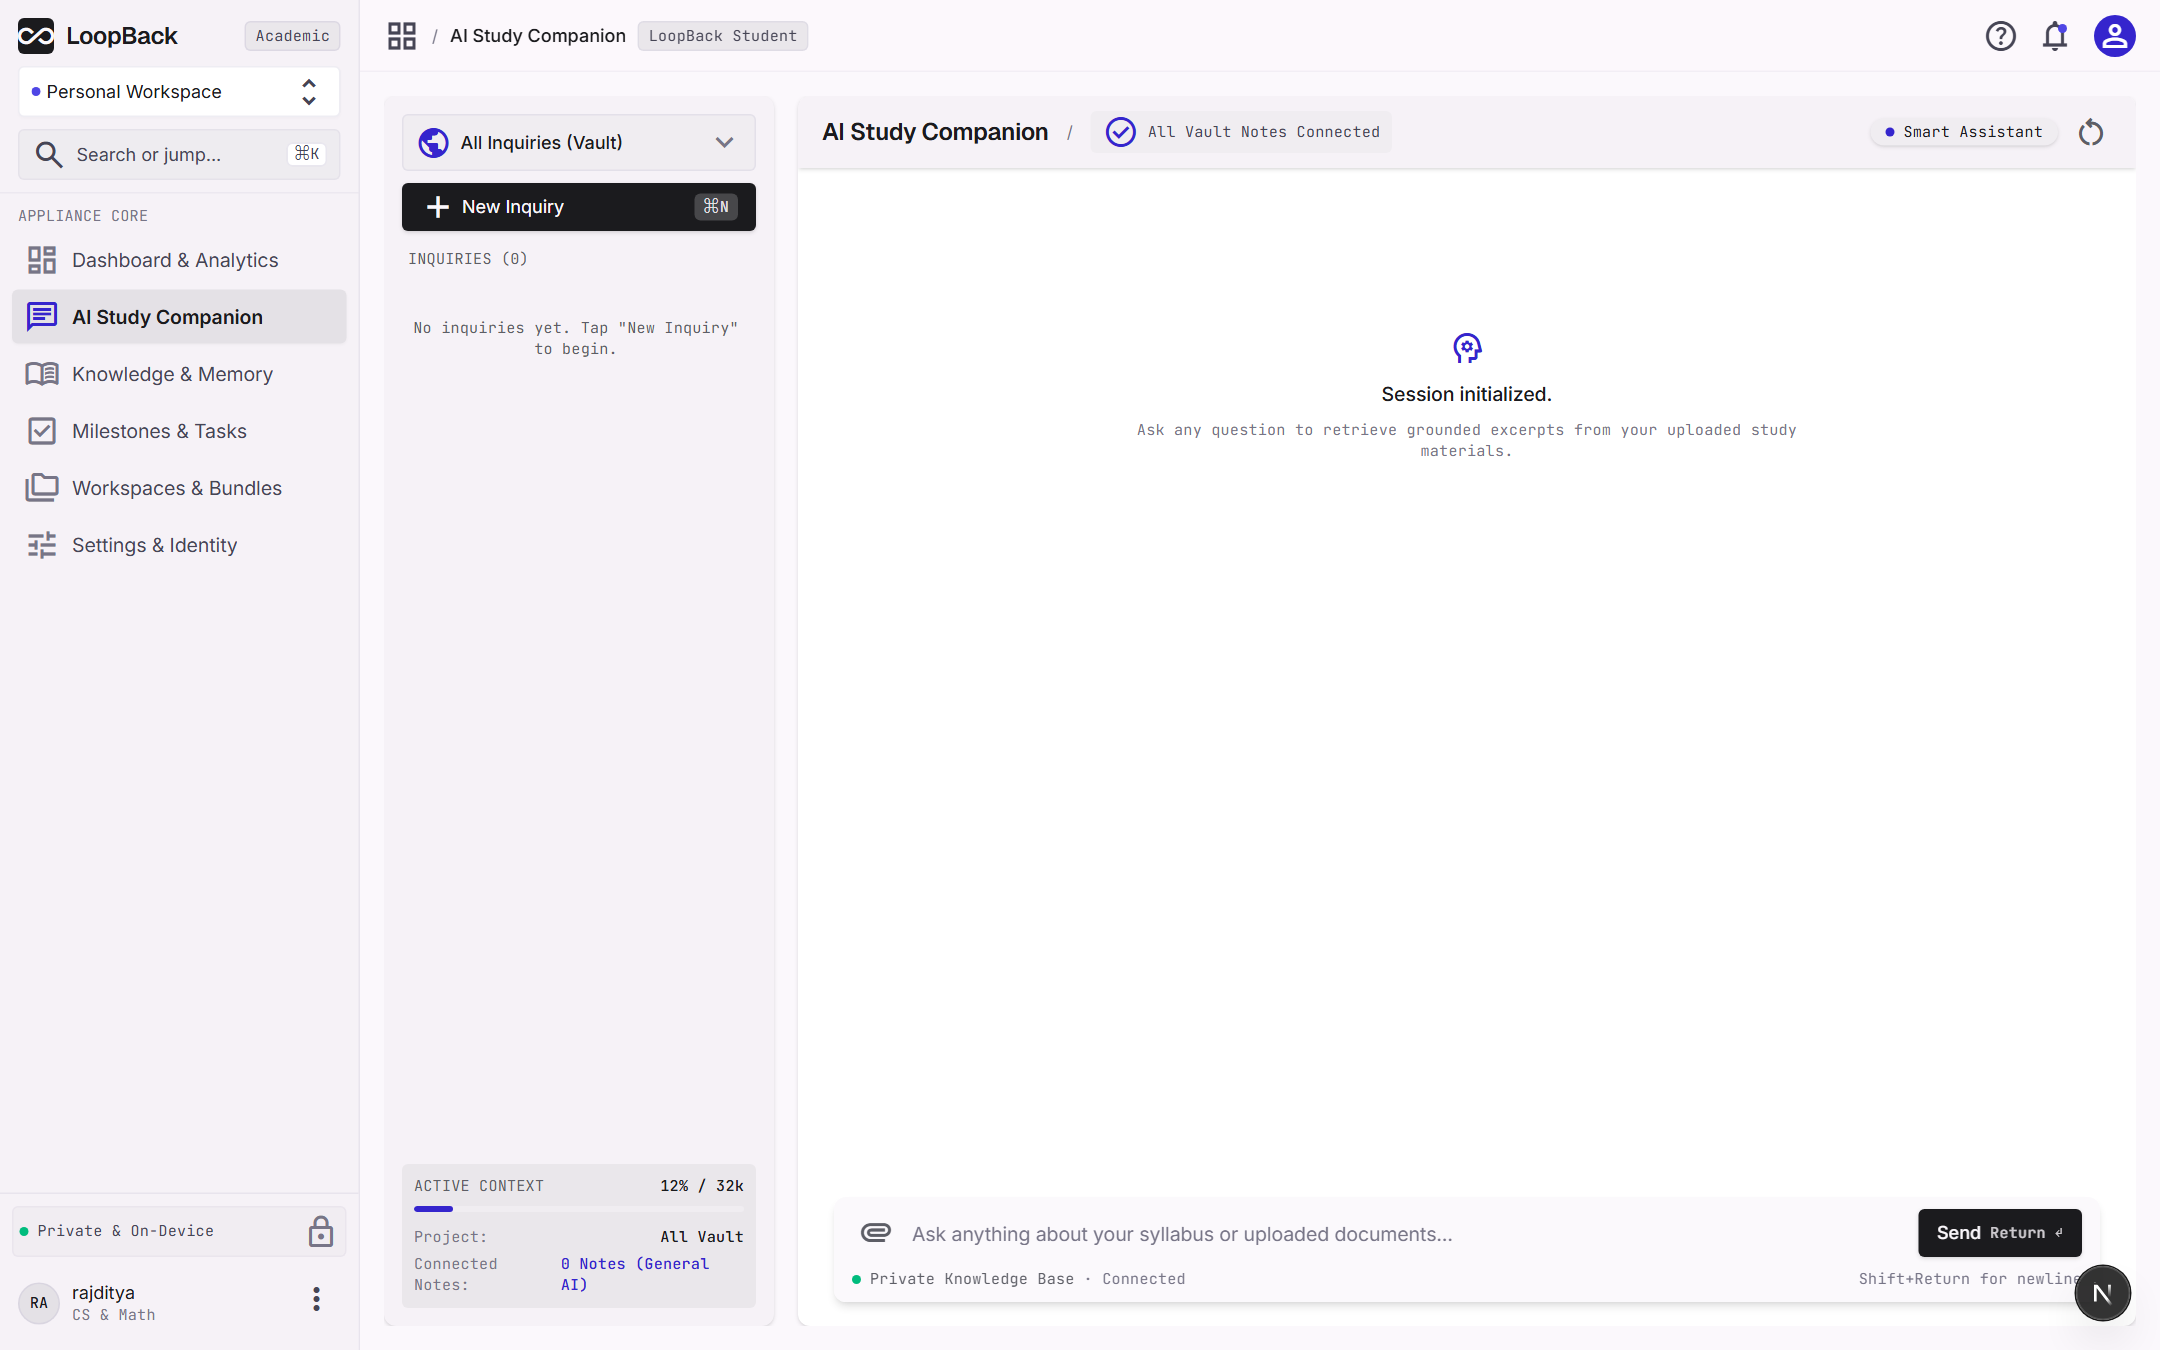 LoopBack
Academic
Personal Workspace
Search or jump...
⌘K
APPLIANCE CORE
Dashboard & Analytics
AI Study Companion
Knowledge & Memory
Milestones & Tasks
Workspaces & Bundles
Settings & Identity
Private & On-Device
RA
rajditya
CS & Math
/ AI Study Companion
LoopBack Student
All Inquiries (Vault)
New Inquiry
⌘N
INQUIRIES (0)
No inquiries yet. Tap "New Inquiry"
to begin.
ACTIVE CONTEXT
12% / 32k
Project:
All Vault
Connected
Notes:
0 Notes (General
AI)
AI Study Companion
/
All Vault Notes Connected
Smart Assistant
Session initialized.
Ask any question to retrieve grounded excerpts from your uploaded study
materials.
Ask anything about your syllabus or uploaded documents...
Send Return ↲
Private Knowledge Base · Connected
Shift+Return for newline
N